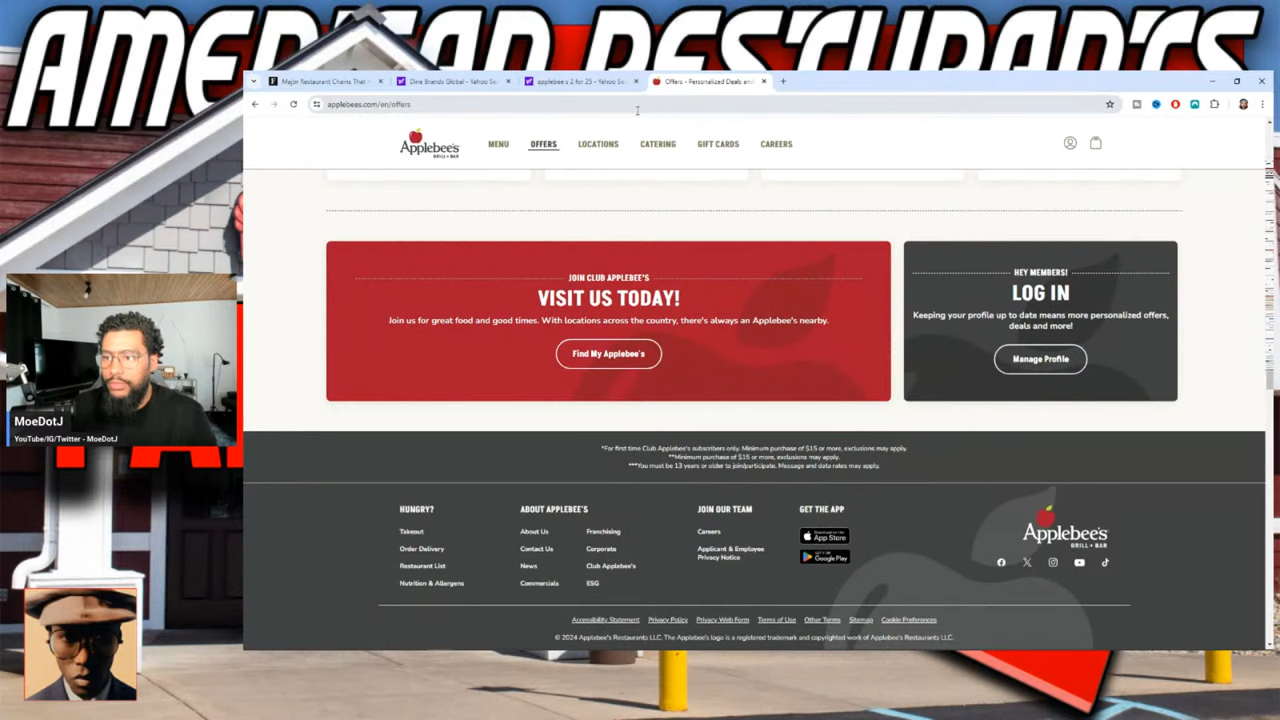 AMERICAN RESTURANTS
Major Restaurant Chains That
Dine Brands Global - Yahoo Se
applebee s 2 for 25 - Yahoo Se
Offers - Personalized Deals and
applebees.com/en/offers
Applebee's
GRILL + BAR
MENU
OFFERS
LOCATIONS
CATERING
GIFT CARDS
CAREERS
JOIN CLUB APPLEBEE'S
VISIT US TODAY!
Join us for great food and good times. With locations across the country, there's always an Applebee's nearby.
Find My Applebee's
HEY MEMBERS!
LOG IN
Keeping your profile up to date means more personalized offers,
deals and more!
Manage Profile
MoeDotJ
YouTube/IG/Twitter - MoeDotJ
*For first time Club Applebee's subscribers only. Minimum purchase of $15 or more, exclusions may apply.
**Minimum purchase of $15 or more, exclusions may apply.
***You must be 13 years or older to join/participate. Message and data rates may apply.
HUNGRY?
Takeout
Order Delivery
Restaurant List
Nutrition & Allergens
ABOUT APPLEBEE'S
About Us
Contact Us
News
Commercials
Franchising
Corporate
Club Applebee's
ESG
JOIN OUR TEAM
Careers
Applicant & Employee
Privacy Notice
GET THE APP
App Store
Google Play
Applebee's
GRILL + BAR
Accessibility Statement
Privacy Policy
Privacy Web Form
Terms of Use
Other Terms
Sitemap
Cookie Preferences
© 2024 Applebee's Restaurants LLC. The Applebee's logo is a registered trademark and copyrighted work of Applebee's Restaurants LLC.